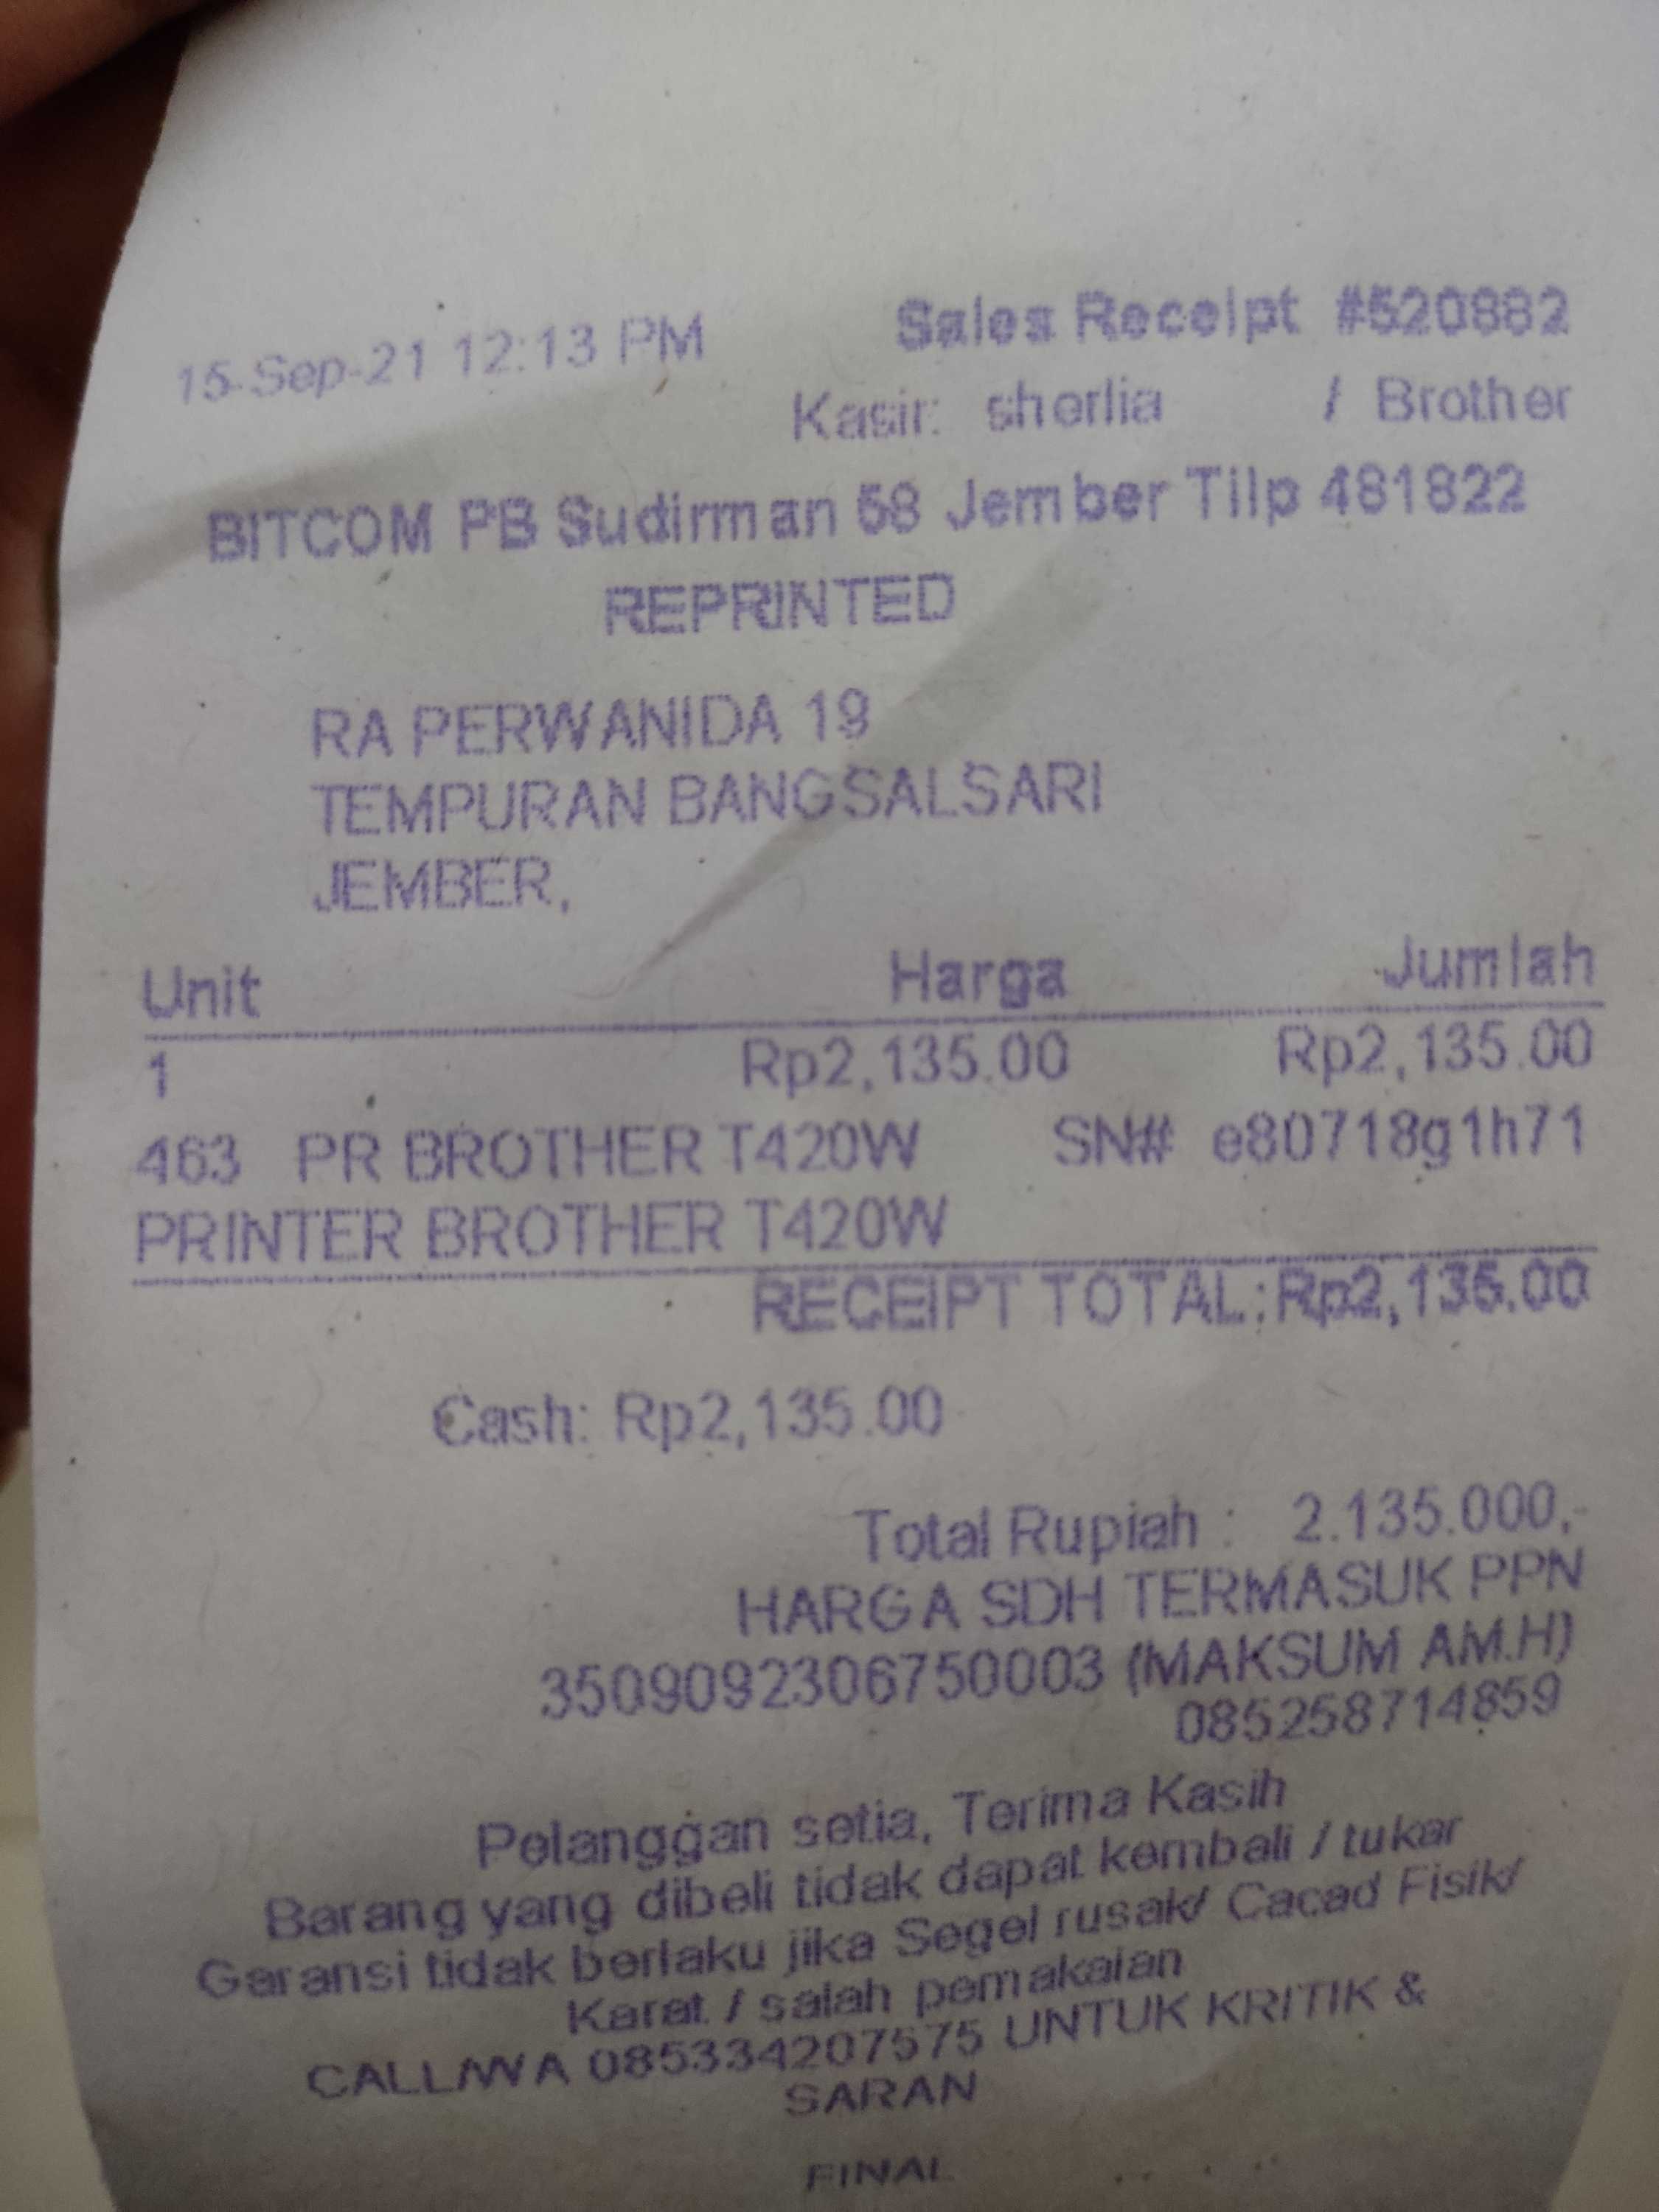 15-Sep-21 12:13 PM
Sales Receipt #520882
Kasir: sherlia / Brother
BITCOM PB Sudirman 58 Jember Tilp 481822
REPRINTED
RA PERWANIDA 19
TEMPURAN BANGSALSARI
JEMBER,
Unit Harga Jumlah
1 Rp2,135.00 Rp2,135.00
463 PR BROTHER T420W SN# e80718g1h71
PRINTER BROTHER T420W
RECEIPT TOTAL: Rp2,135.00
Cash: Rp2,135.00
Total Rupiah : 2.135.000,-
HARGA SDH TERMASUK PPN
3509092306750003 (MAKSUM AM.H)
085258714859
Pelanggan setia, Terima Kasih
Barang yang dibeli tidak dapat kembali / tukar
Garansi tidak berlaku jika Segel rusak/ Cacad Fisik/
Karat / salah pemakaian
CALL/WA 085334207575 UNTUK KRITIK &
SARAN
FINAL